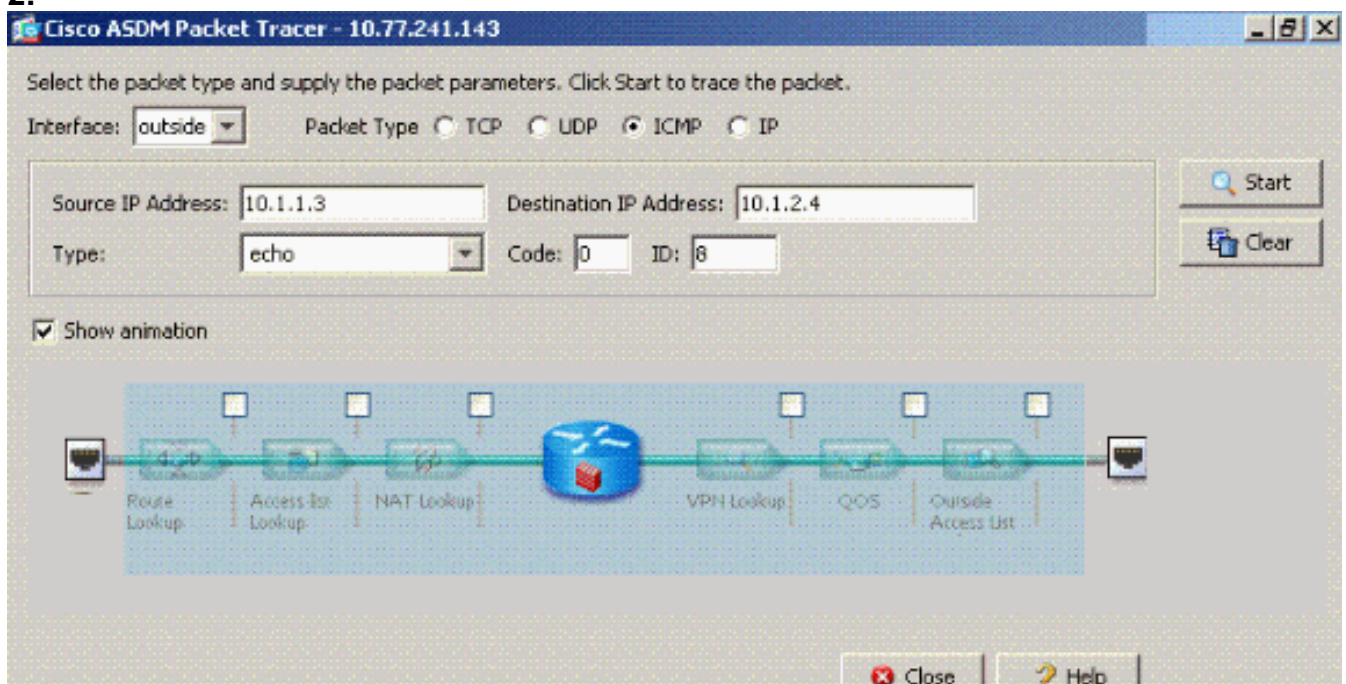 2.
Cisco ASDM Packet Tracer - 10.77.241.143
Select the packet type and supply the packet parameters. Click Start to trace the packet.
Interface: outside Packet Type TCP UDP ICMP IP
Source IP Address: 10.1.1.3 Destination IP Address: 10.1.2.4
Start
Type: echo Code: 0 ID: 8
Clear
Show animation
Route Lookup
Access list Lookup
NAT Lookup
VPN Lookup
QOS
Outside Access List
Close Help